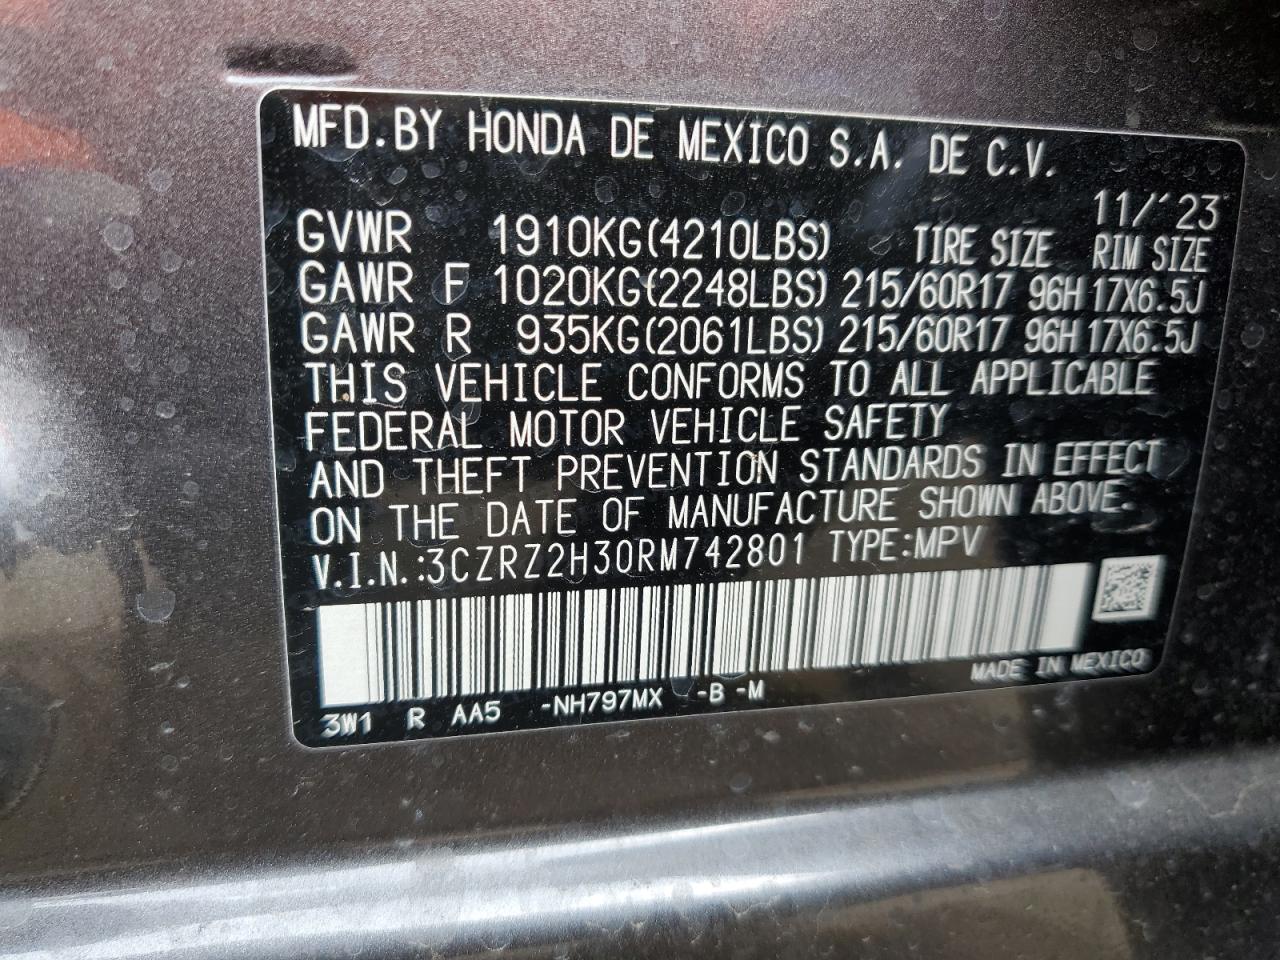 MFD.BY HONDA DE MEXICO S.A. DE C.V.
11/'23
GVWR 1910KG(4210LBS) TIRE SIZE RIM SIZE
GAWR F 1020KG(2248LBS) 215/60R17 96H 17X6.5J
GAWR R 935KG(2061LBS) 215/60R17 96H 17X6.5J
THIS VEHICLE CONFORMS TO ALL APPLICABLE
FEDERAL MOTOR VEHICLE SAFETY
AND THEFT PREVENTION STANDARDS IN EFFECT
ON THE DATE OF MANUFACTURE SHOWN ABOVE.
V.I.N.:3CZRZ2H30RM742801 TYPE:MPV
MADE IN MEXICO
3W1 R AA5 -NH797MX -B -M